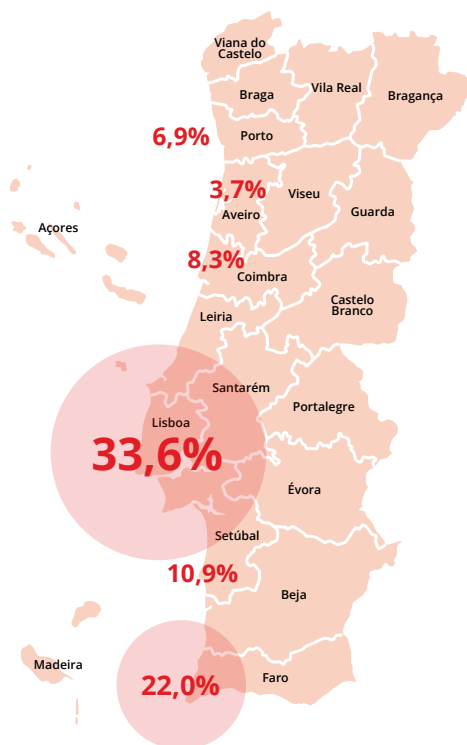 Viana do
Castelo
Braga
Vila Real
Bragança
6,9%
Porto
3,7%
Viseu
Aveiro
Guarda
Açores
8,3%
Coimbra
Castelo
Branco
Leiria
Santarém
Portalegre
Lisboa
33,6%
Évora
Setúbal
10,9%
Beja
Madeira
22,0%
Faro